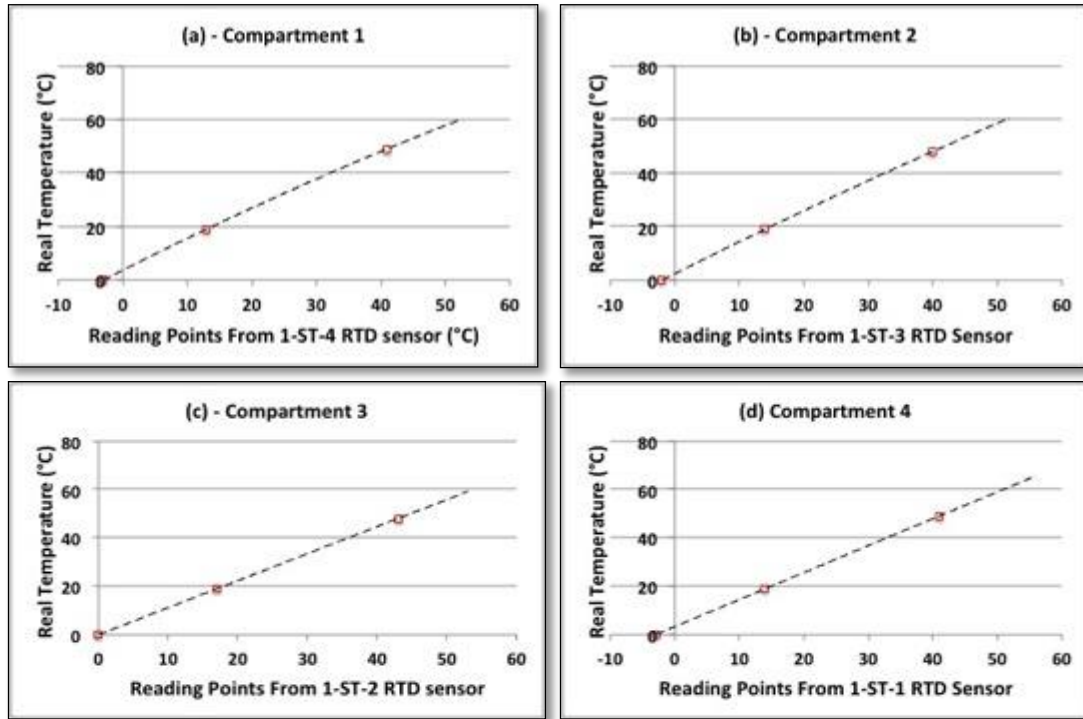 (a) - Compartment 1
Real Temperature (°C)
80
60
40
20
0
-10 0 10 20 30 40 50 60
Reading Points From 1-ST-4 RTD sensor (°C)
(b) - Compartment 2
Real Temperature (°C)
80
60
40
20
0
-10 0 10 20 30 40 50 60
Reading Points From 1-ST-3 RTD Sensor
(c) - Compartment 3
Real Temperature (°C)
80
60
40
20
0
0 10 20 30 40 50 60
Reading Points From 1-ST-2 RTD sensor
(d) Compartment 4
Real Temperature (°C)
80
60
40
20
0
-10 0 10 20 30 40 50 60
Reading Points From 1-ST-1 RTD Sensor